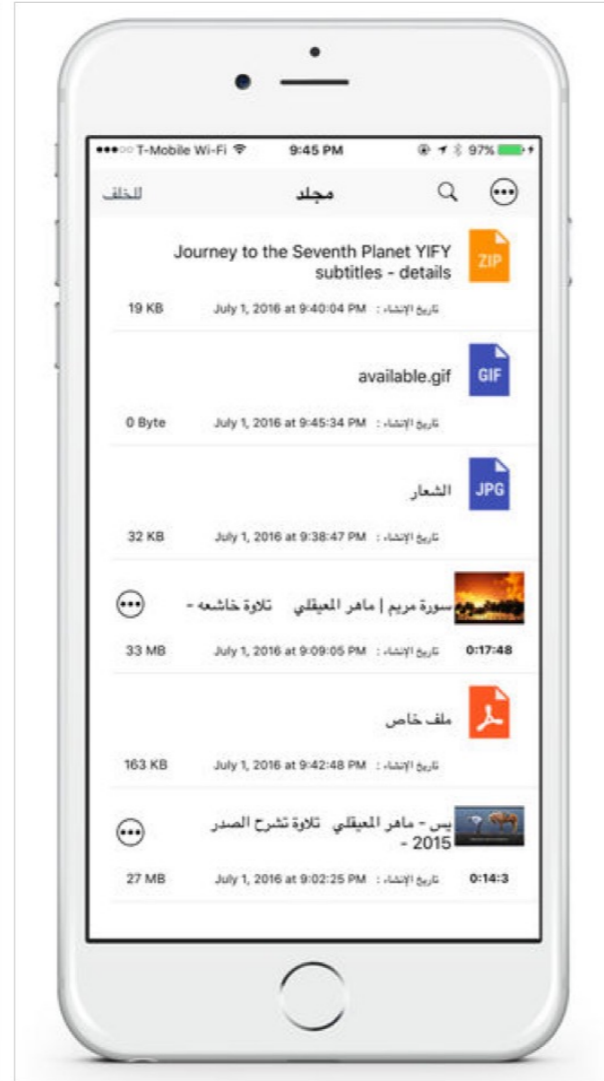 T-Mobile Wi-Fi 9:45 PM 97%
للخلف مجلد
Journey to the Seventh Planet YIFY
subtitles - details
ZIP
19 KB July 1, 2016 at 9:40:04 PM : تاريخ الإنشاء
available.gif
GIF
0 Byte July 1, 2016 at 9:45:34 PM : تاريخ الإنشاء
الشعار
JPG
32 KB July 1, 2016 at 9:38:47 PM : تاريخ الإنشاء
سورة مريم | ماهر المعيقلي تلاوة خاشعه -
33 MB July 1, 2016 at 9:09:05 PM : تاريخ الإنشاء 0:17:48
ملف خاص
163 KB July 1, 2016 at 9:42:48 PM : تاريخ الإنشاء
يس - ماهر المعيقلي تلاوة تشرح الصدر
2015 -
27 MB July 1, 2016 at 9:02:25 PM : تاريخ الإنشاء 0:14:3